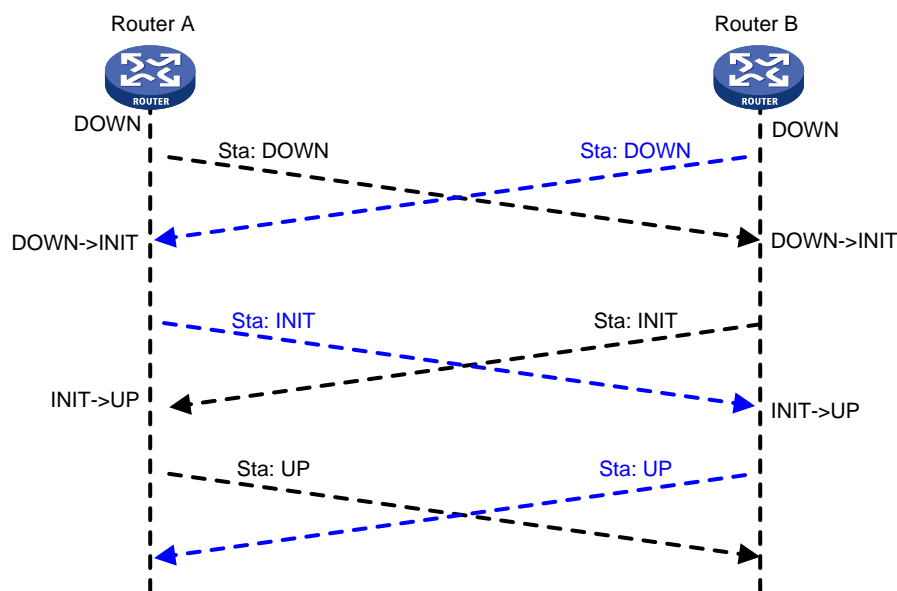 Router A
Router B
ROUTER
ROUTER
DOWN
DOWN
Sta: DOWN
Sta: DOWN
DOWN->INIT
DOWN->INIT
Sta: INIT
Sta: INIT
INIT->UP
INIT->UP
Sta: UP
Sta: UP